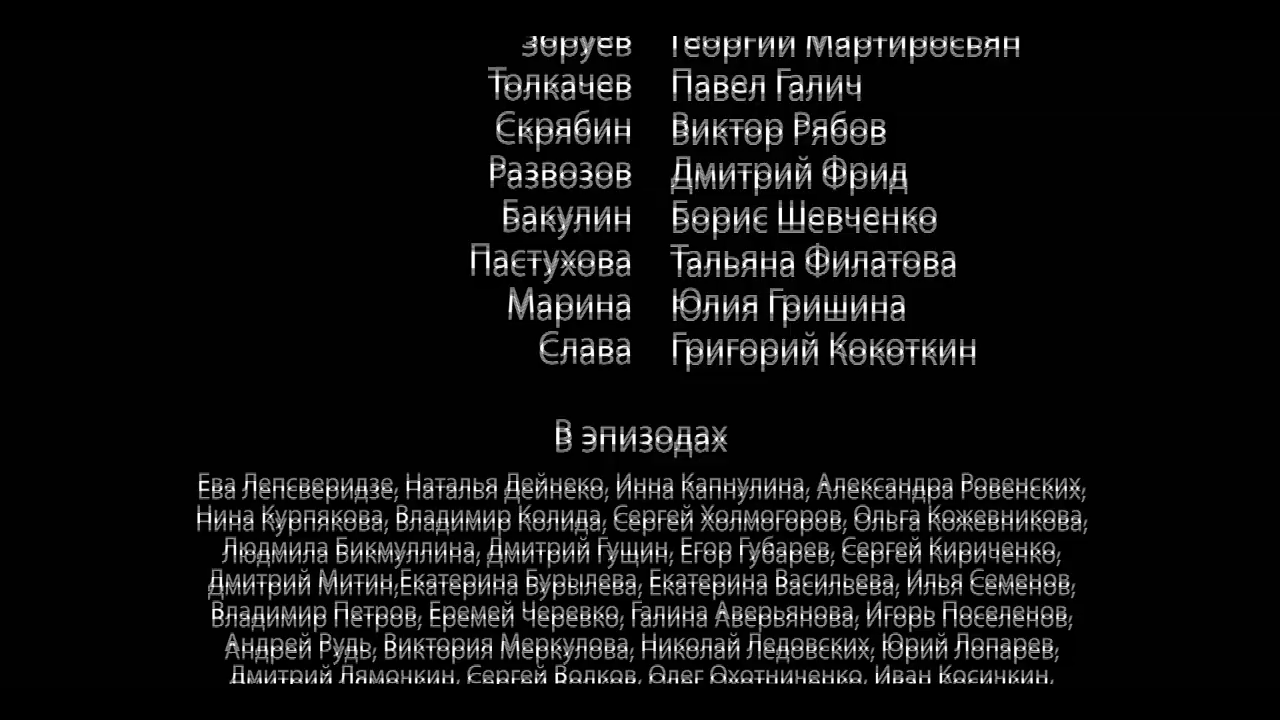 Зоруев Георгий Мартиросьян
Толкачев Павел Галич
Скрябин Виктор Рябов
Развозов Дмитрий Фрид
Бакулин Борис Шевченко
Пастухова Татьяна Филатова
Марина Юлия Гришина
Слава Григорий Кокоткин
В эпизодах
Ева Лепсверидзе, Наталья Дейнеко, Инна Капнулина, Александра Ровенских,
Нина Курпякова, Владимир Колида, Сергей Холмогоров, Ольга Кожевникова,
Людмила Бикмуллина, Дмитрий Гущин, Егор Губарев, Сергей Кириченко,
Дмитрий Митин,Екатерина Бурылева, Екатерина Васильева, Илья Семенов,
Владимир Петров, Еремей Черевко, Галина Аверьянова, Игорь Поселенов,
Андрей Рудь, Виктория Меркулова, Николай Ледовских, Юрий Лопарев,
Дмитрий Лямонкин, Сергей Волков, Олег Охотниченко, Иван Косичкин,